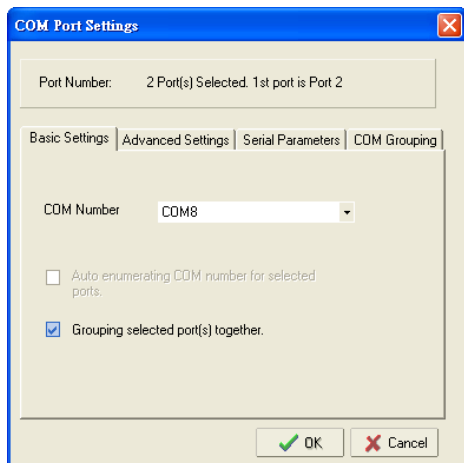 COM Port Settings
Port Number: 2 Port(s) Selected. 1st port is Port 2
Basic Settings Advanced Settings Serial Parameters COM Grouping
COM Number COM8
Auto enumerating COM number for selected
ports.
Grouping selected port(s) together.
OK Cancel